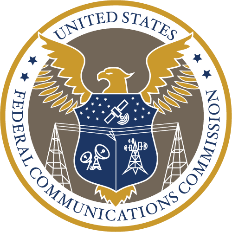 UNITED STATES
FEDERAL COMMUNICATIONS COMMISSION